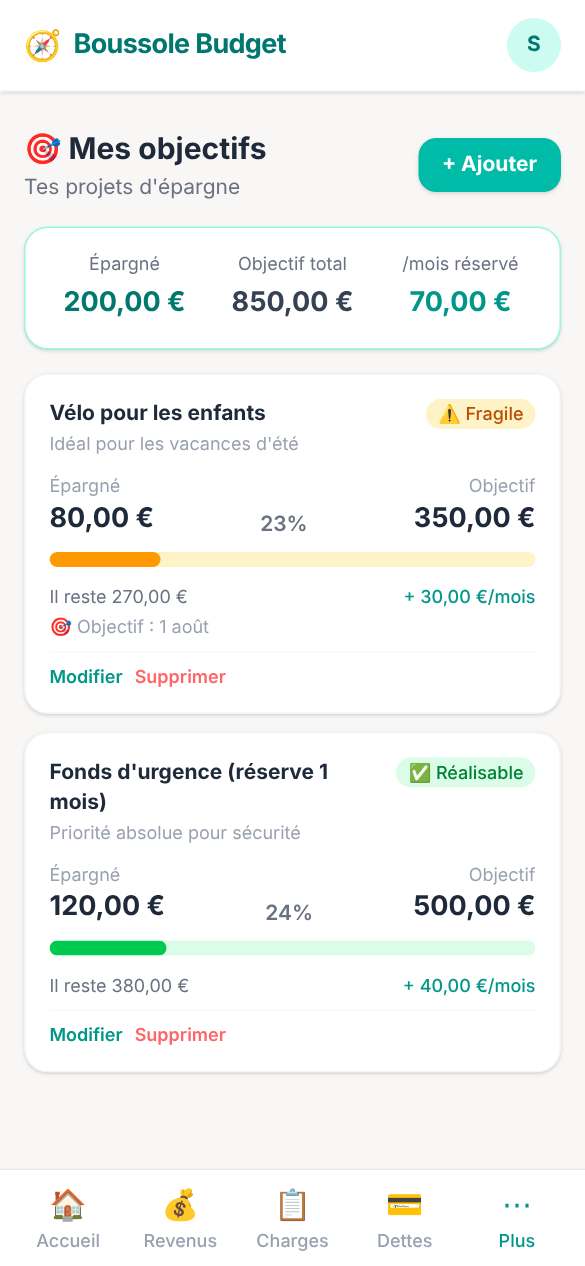 Boussole Budget
S
🎯 Mes objectifs
Tes projets d'épargne
+ Ajouter
Épargné
200,00 €
Objectif total
850,00 €
/mois réservé
70,00 €
Vélo pour les enfants
⚠️ Fragile
Idéal pour les vacances d'été
Épargné
80,00 €
23%
Objectif
350,00 €
Il reste 270,00 €
+ 30,00 €/mois
🎯 Objectif : 1 août
Modifier Supprimer
Fonds d'urgence (réserve 1
mois)
✅ Réalisable
Priorité absolue pour sécurité
Épargné
120,00 €
24%
Objectif
500,00 €
Il reste 380,00 €
+ 40,00 €/mois
Modifier Supprimer
Accueil
Revenus
Charges
Dettes
Plus